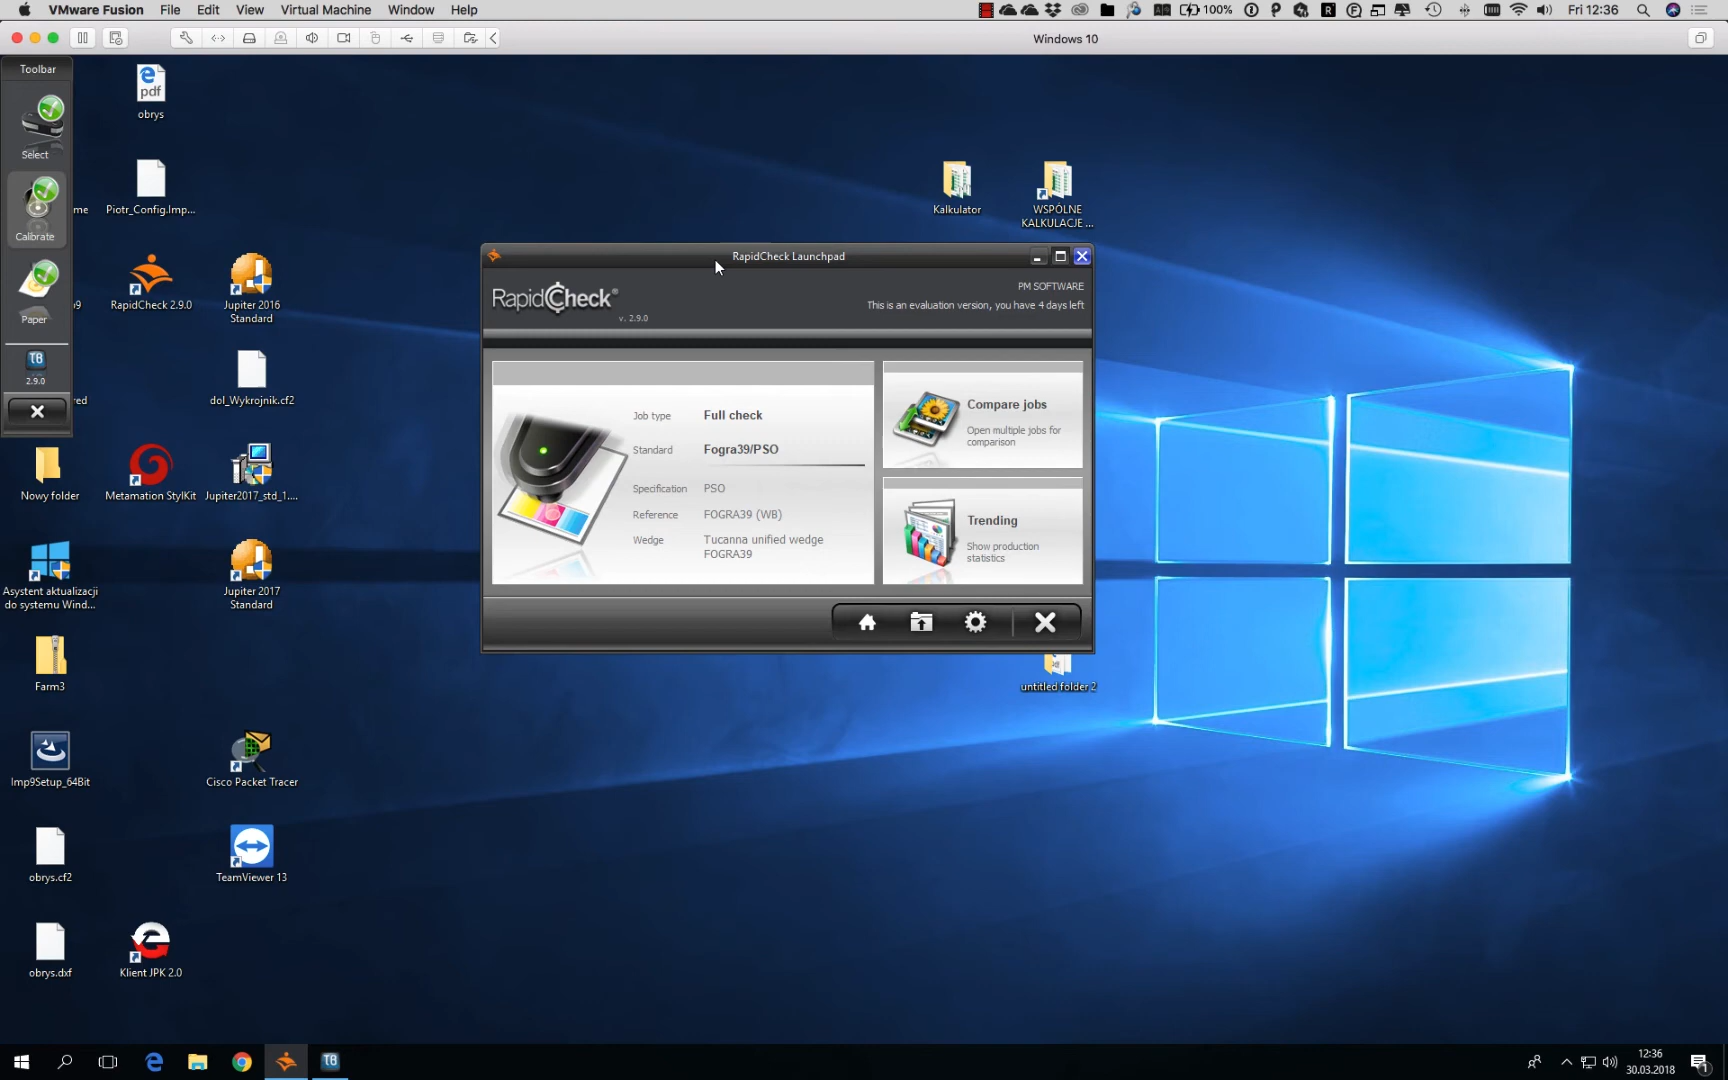 VMware Fusion File Edit View Virtual Machine Window Help
100%
Fri 12:36
Windows 10
Toolbar
Select
Calibrate
Paper
TB
2.9.0
pdf
obrys
me
Piotr_Config.Imp...
Kalkulator
WSPÓLNE
KALKULACJE ...
RapidCheck 2.9.0
Jupiter 2016
Standard
dol_Wykrojnik.cf2
red
Nowy folder
Metamation StylKit
Jupiter2017_std_1....
Asystent aktualizacji
do systemu Wind...
Jupiter 2017
Standard
Farm3
untitled folder 2
Imp9Setup_64Bit
Cisco Packet Tracer
obrys.cf2
TeamViewer 13
obrys.dxf
Klient JPK 2.0
RapidCheck Launchpad
RapidCheck®
v. 2.9.0
PM SOFTWARE
This is an evaluation version, you have 4 days left
Job type Full check
Standard Fogra39/PSO
Specification PSO
Reference FOGRA39 (WB)
Wedge Tucanna unified wedge
FOGRA39
Compare jobs
Open multiple jobs for
comparison
Trending
Show production
statistics
TB
12:36
30.03.2018
1